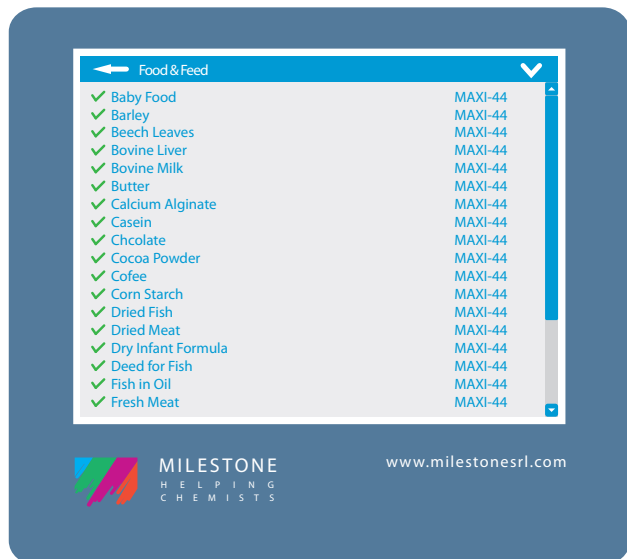 Food & Feed
Baby Food MAXI-44
Barley MAXI-44
Beech Leaves MAXI-44
Bovine Liver MAXI-44
Bovine Milk MAXI-44
Butter MAXI-44
Calcium Alginate MAXI-44
Casein MAXI-44
Chcolate MAXI-44
Cocoa Powder MAXI-44
Cofee MAXI-44
Corn Starch MAXI-44
Dried Fish MAXI-44
Dried Meat MAXI-44
Dry Infant Formula MAXI-44
Deed for Fish MAXI-44
Fish in Oil MAXI-44
Fresh Meat MAXI-44
MILESTONE
HELPING
CHEMISTS
www.milestonesrl.com